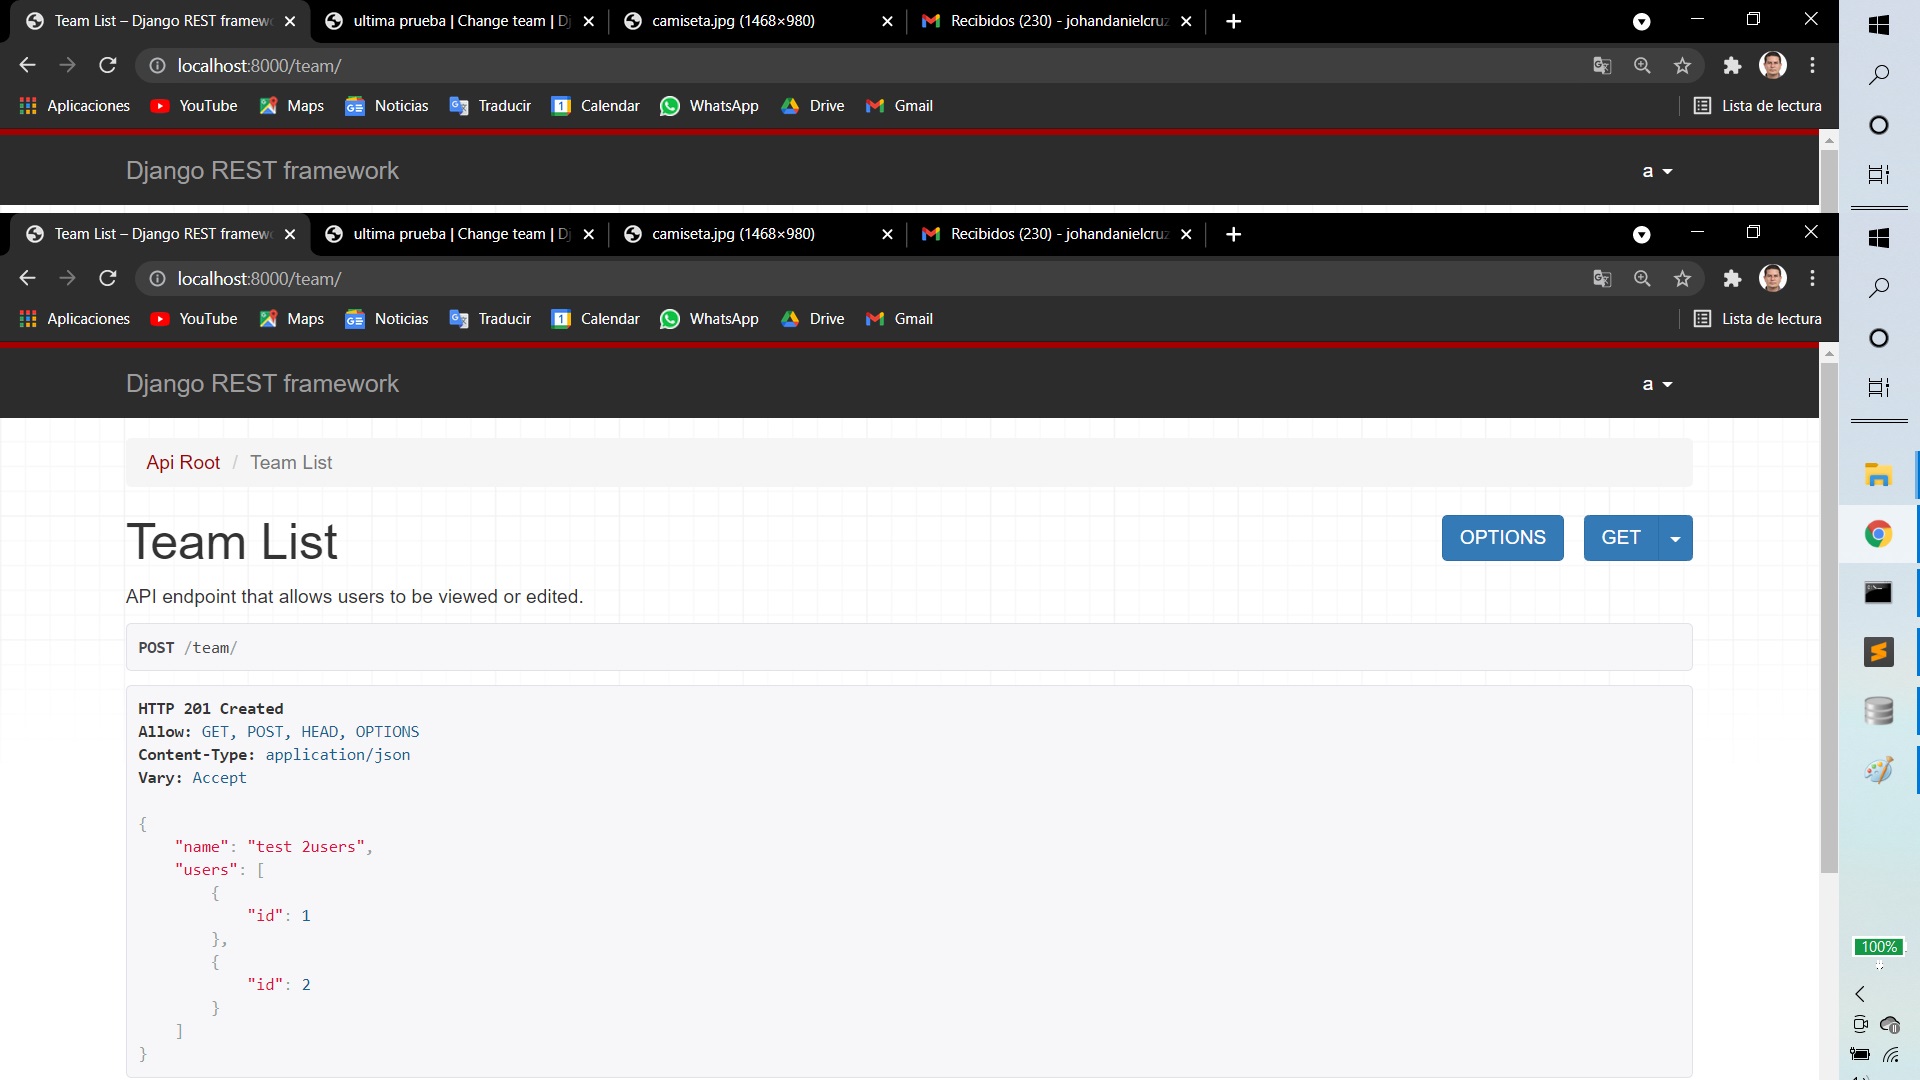 Team List – Django REST framew
ultima prueba | Change team | Dj
camiseta.jpg (1468×980)
Recibidos (230) - johandanielcruz
localhost:8000/team/
Aplicaciones
YouTube
Maps
Noticias
Traducir
Calendar
WhatsApp
Drive
Gmail
Lista de lectura
Django REST framework
a
Team List – Django REST framew
ultima prueba | Change team | Dj
camiseta.jpg (1468×980)
Recibidos (230) - johandanielcruz
localhost:8000/team/
Aplicaciones
YouTube
Maps
Noticias
Traducir
Calendar
WhatsApp
Drive
Gmail
Lista de lectura
Django REST framework
a
Api Root / Team List
Team List
OPTIONS
GET
API endpoint that allows users to be viewed or edited.
POST /team/
HTTP 201 Created
Allow: GET, POST, HEAD, OPTIONS
Content-Type: application/json
Vary: Accept
{
"name": "test 2users",
"users": [
{
"id": 1
},
{
"id": 2
}
]
}
100%